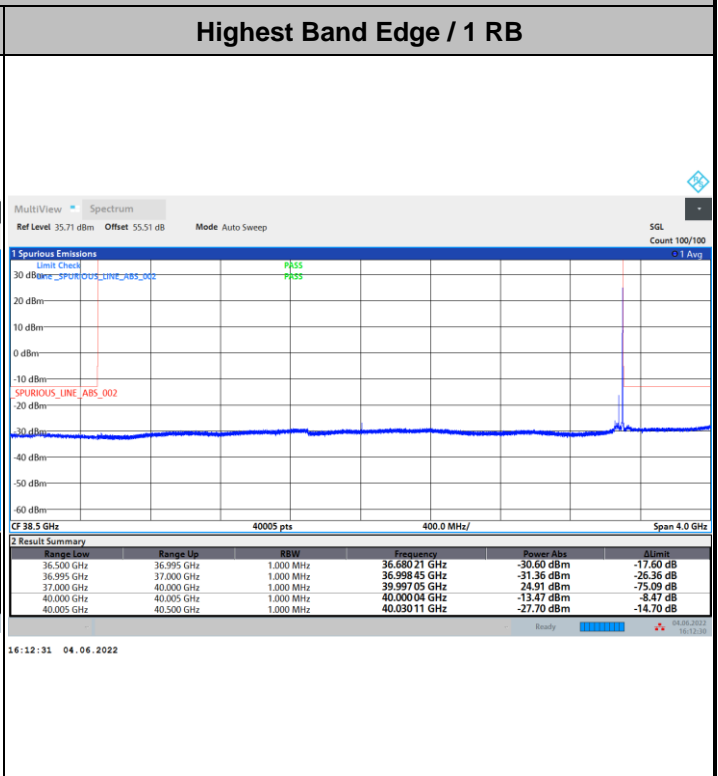 Highest Band Edge / 1 RB
MultiView Spectrum
Ref Level 35.71 dBm Offset 55.51 dB Mode Auto Sweep SGL
Count 100/100
1 Spurious Emissions 1 Avg
Limit Check PASS
30 dBm Line _SPURIOUS_LINE_ABS_002 PASS
20 dBm
10 dBm
0 dBm
-10 dBm
_SPURIOUS_LINE_ABS_002
-20 dBm
-30 dBm
-40 dBm
-50 dBm
-60 dBm
CF 38.5 GHz 40005 pts 400.0 MHz/ Span 4.0 GHz
2 Result Summary
Range Low Range Up RBW Frequency Power Abs ΔLimit
36.500 GHz 36.995 GHz 1.000 MHz 36.680 21 GHz -30.60 dBm -17.60 dB
36.995 GHz 37.000 GHz 1.000 MHz 36.998 45 GHz -31.36 dBm -26.36 dB
37.000 GHz 40.000 GHz 1.000 MHz 39.997 05 GHz 24.91 dBm -75.09 dB
40.000 GHz 40.005 GHz 1.000 MHz 40.000 04 GHz -13.47 dBm -8.47 dB
40.005 GHz 40.500 GHz 1.000 MHz 40.030 11 GHz -27.70 dBm -14.70 dB
Ready 04.06.2022
16:12:30
16:12:31 04.06.2022